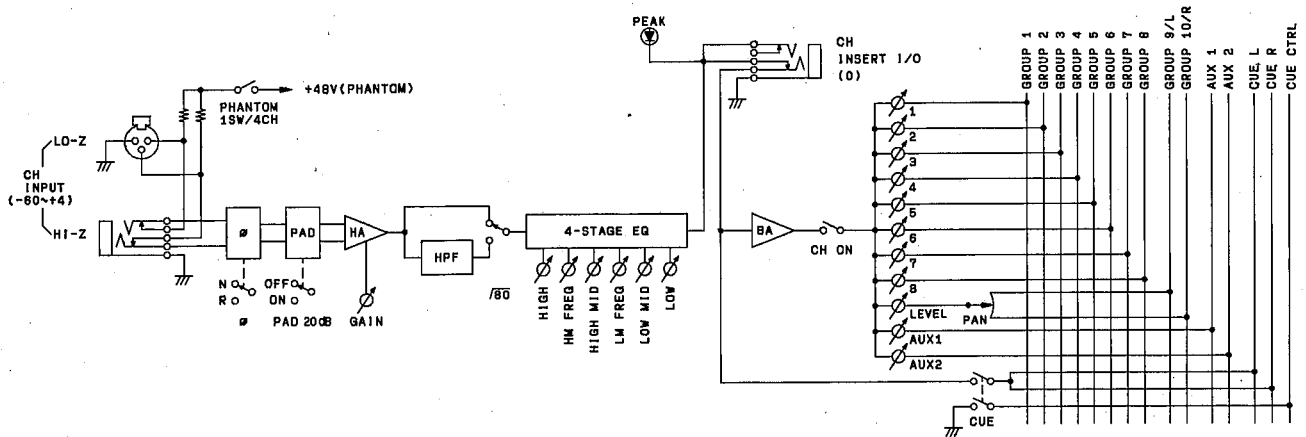 PEAK
CH
INSERT I/O
(0)
GROUP 1
GROUP 2
GROUP 3
GROUP 4
GROUP 5
GROUP 6
GROUP 7
GROUP 8
GROUP 9/L
GROUP 10/R
AUX 1
AUX 2
CUE, L
CUE, R
CUE CTRL
+48V(PHANTOM)
PHANTOM
1SW/4CH
LO-Z
CH
INPUT
(-60~+4)
HI-Z
ø
PAD
HA
HPF
4-STAGE EQ
BA
CH ON
N
R
ø
OFF
ON
PAD 20dB
GAIN
/80
HIGH
HM FREQ
HIGH MID
LM FREQ
LOW MID
LOW
1
2
3
4
5
6
7
8
LEVEL
PAN
AUX1
AUX2
CUE